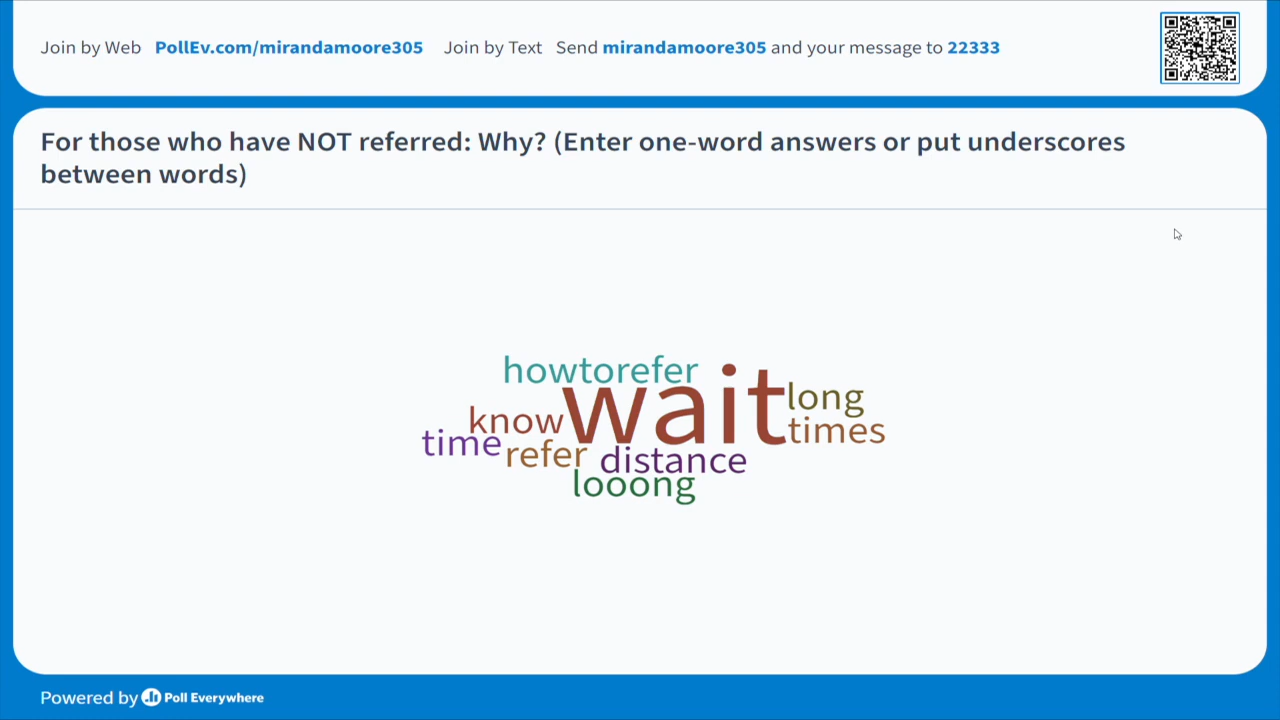 Join by Web PollEv.com/mirandamoore305 Join by Text Send mirandamoore305 and your message to 22333
For those who have NOT referred: Why? (Enter one-word answers or put underscores
between words)
howtorefer
wait
long
know
times
time
refer
distance
looong
Powered by Poll Everywhere